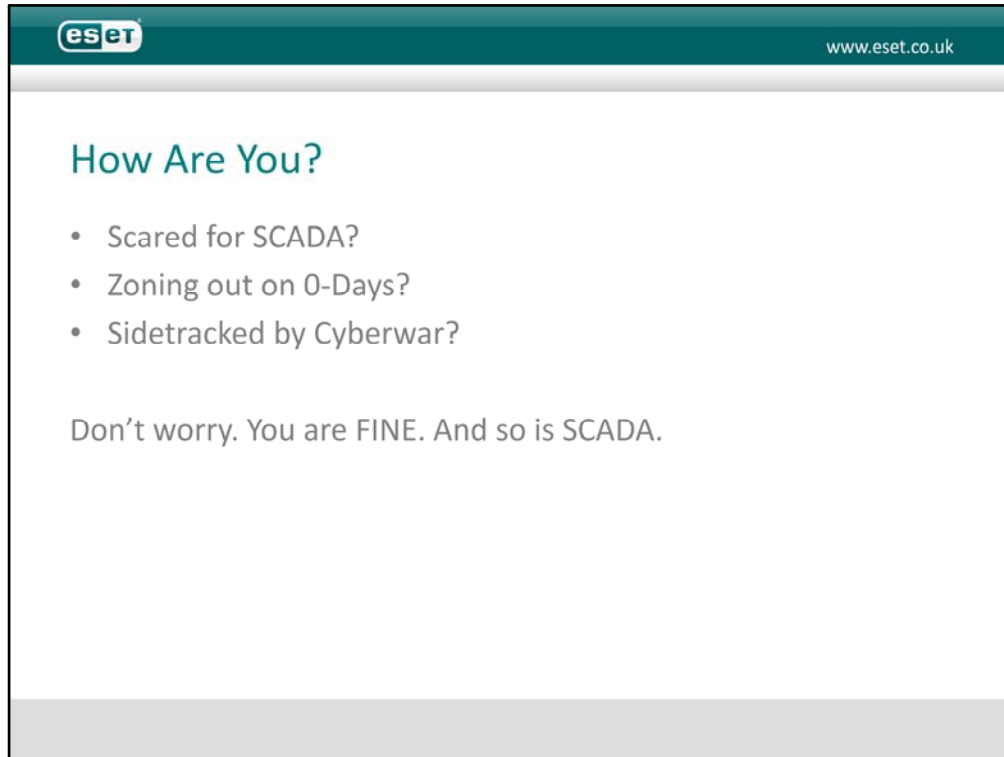 eseT
www.eset.co.uk
How Are You?
• Scared for SCADA?
• Zoning out on 0-Days?
• Sidetracked by Cyberwar?
Don’t worry. You are FINE. And so is SCADA.